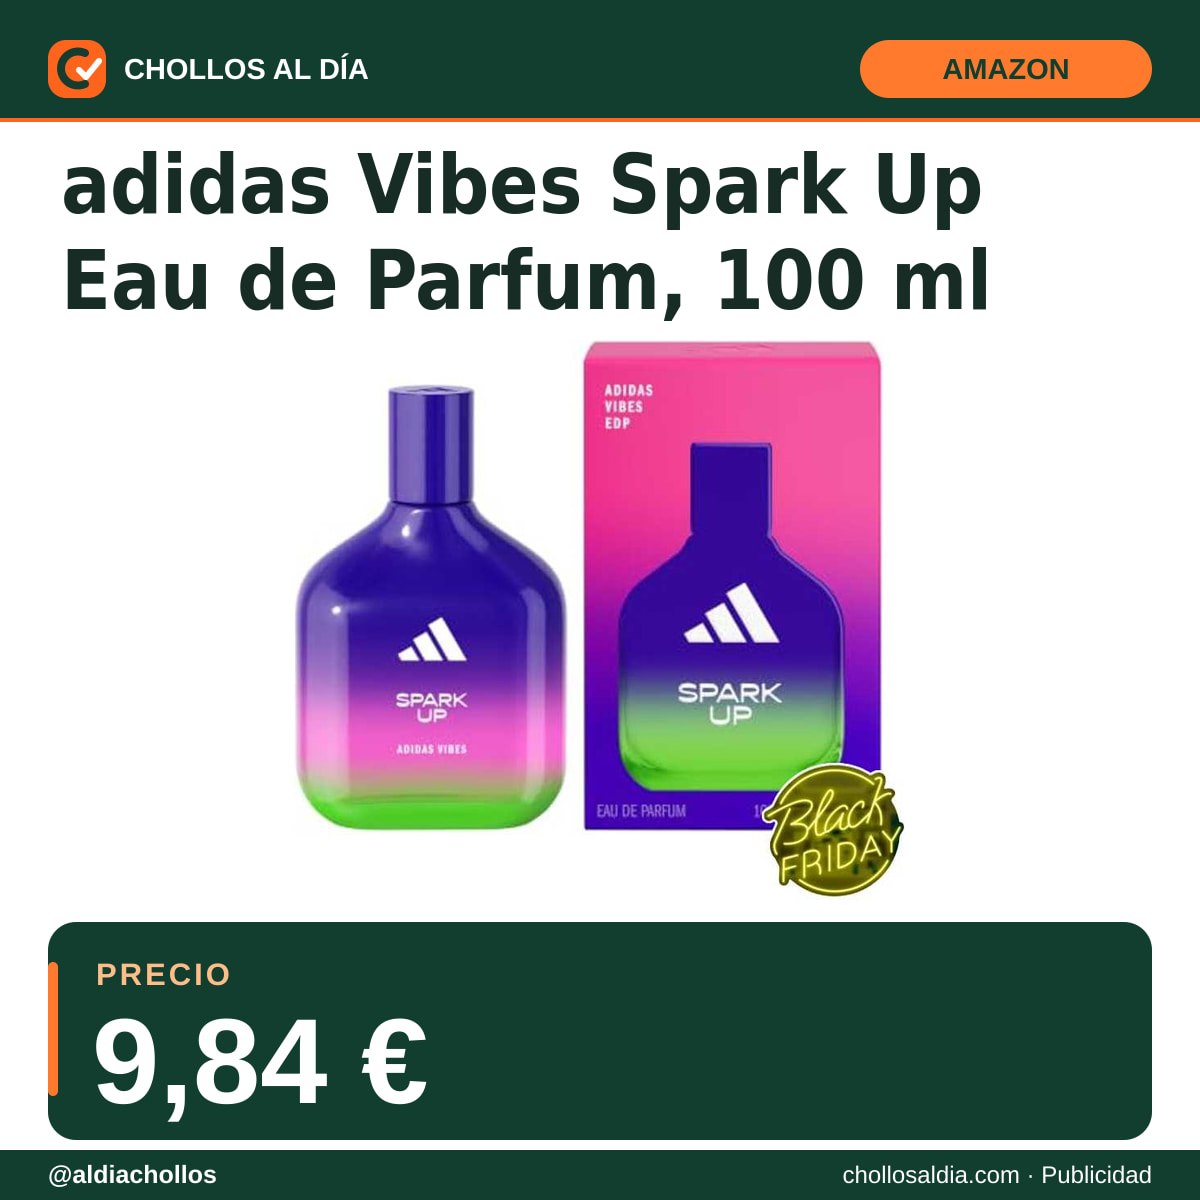 CHOLLOS AL DÍA
AMAZON
adidas Vibes Spark Up
Eau de Parfum, 100 ml
ADIDAS
VIBES
EDP
SPARK
UP
ADIDAS VIBES
SPARK
UP
EAU DE PARFUM
Black
FRIDAY
PRECIO
9,84 €
@aldiachollos
chollosaldia.com · Publicidad